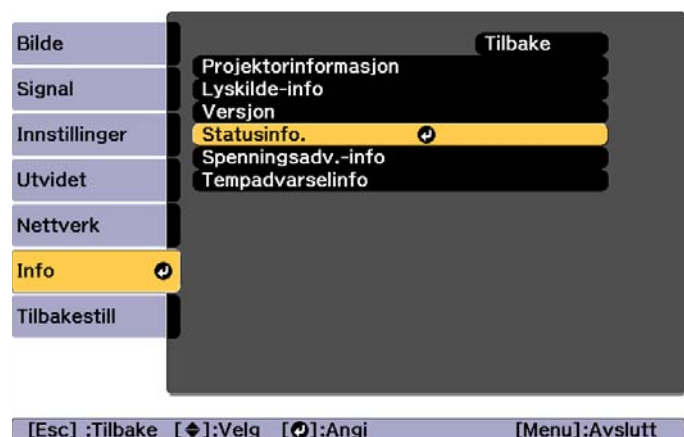 Bilde
Signal
Innstillinger
Utvidet
Nettverk
Info
Tilbakestill
Tilbake
Projektorinformasjon
Lyskilde-info
Versjon
Statusinfo.
Spenningsadv.-info
Tempadvarselinfo
[Esc] :Tilbake [◆]:Velg [↵]:Angi [Menu]:Avslutt